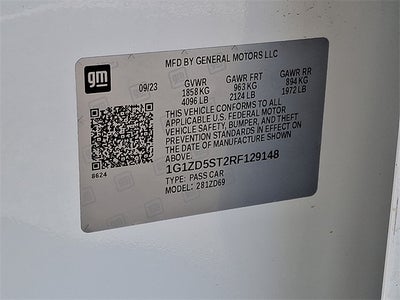 MFD BY GENERAL MOTORS LLC
gm
09/23 GVWR GAWR FRT GAWR RR
1858 KG 963 KG 894 KG
4096 LB 2124 LB 1972 LB
THIS VEHICLE CONFORMS TO ALL
APPLICABLE U.S. FEDERAL MOTOR
VEHICLE SAFETY, BUMPER, AND THEFT
PREVENTION STANDARDS IN EFFECT ON
THE DATE OF MANUFACTURE SHOWN
ABOVE.
8624
1G1ZD5ST2RF129148
TYPE: PASS CAR
MODEL: 281ZD69